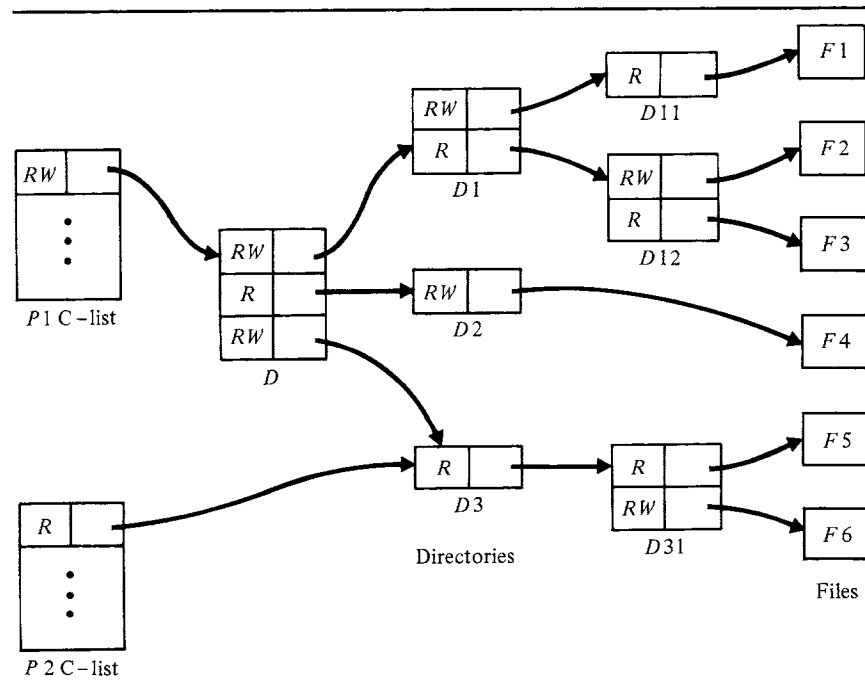 F1
R
D11
RW
R
D1
F2
RW
R
D12
F3
RW
P1 C-list
RW
R
RW
D
RW
D2
F4
R
D3
R
RW
D31
F5
F6
Directories
Files
R
P2 C-list